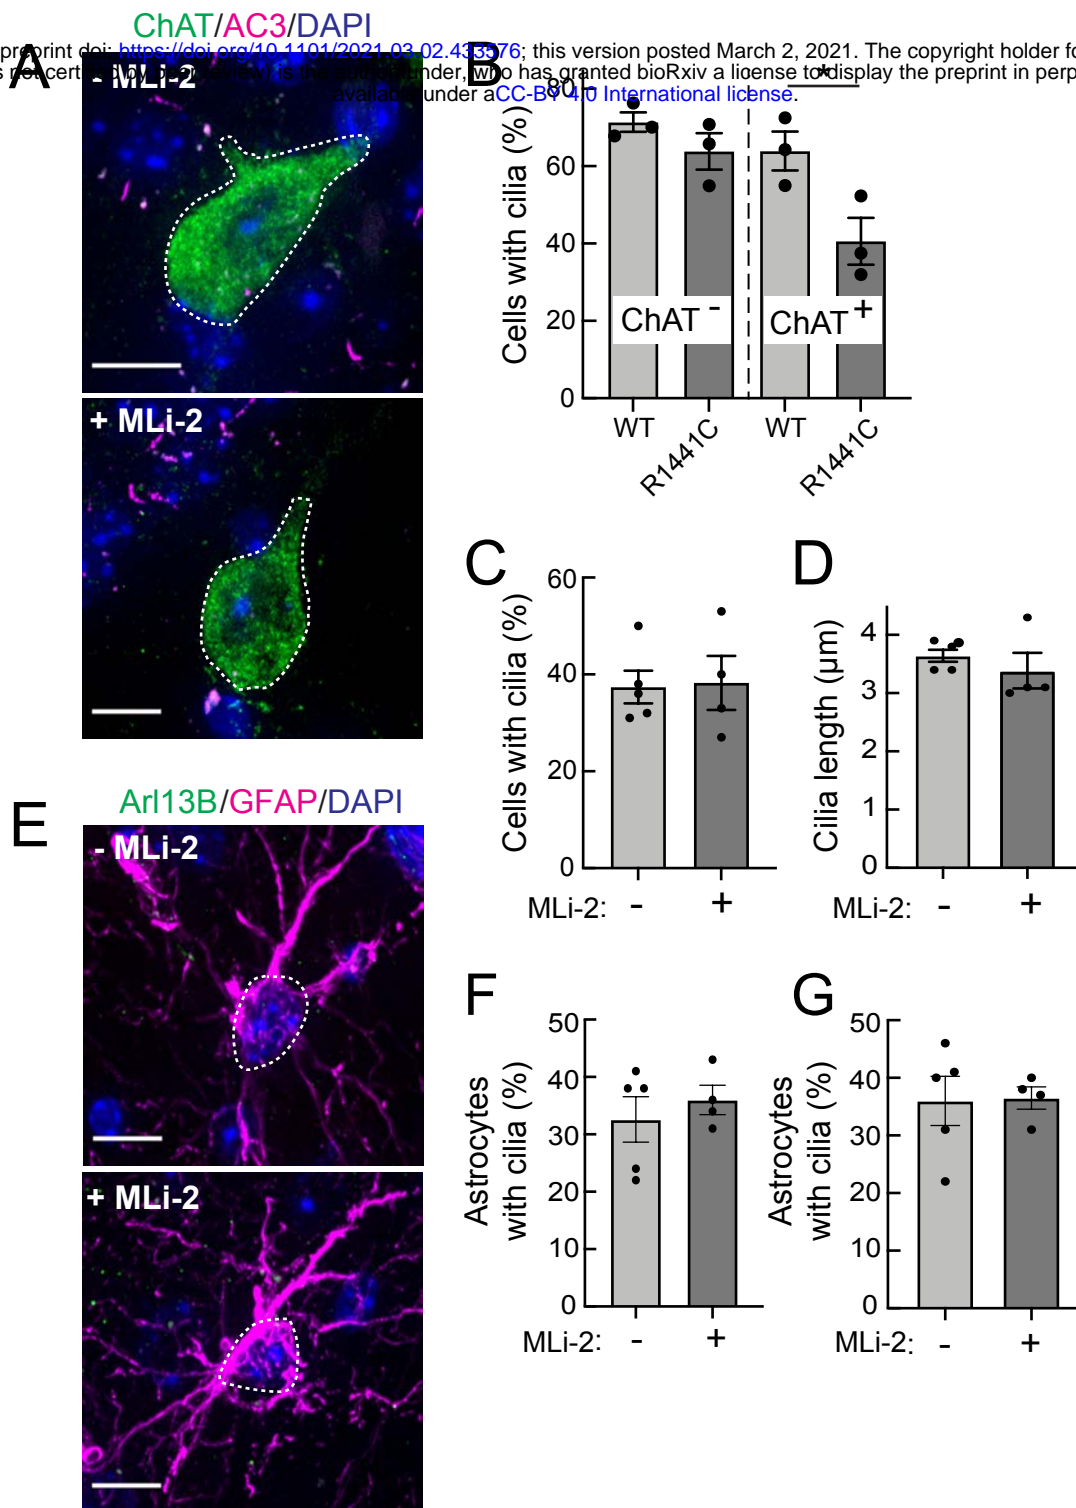 ChAT/AC3/DAPI
preprint doi: https://doi.org/10.1101/2021.03.02.433576; this version posted March 2, 2021. The copyright holder fo
under, who has granted bioRxiv a license to display the preprint in perp
under aCC-BY 4.0 International license.
A
- MLi-2
+ MLi-2
B
Cells with cilia (%)
80
60
40
20
0
*
ChAT -
ChAT +
WT
R1441C
WT
R1441C
C
Cells with cilia (%)
60
40
20
0
MLi-2: - +
D
Cilia length (µm)
4
3
2
1
0
MLi-2: - +
E
Arl13B/GFAP/DAPI
- MLi-2
+ MLi-2
F
Astrocytes
with cilia (%)
50
40
30
20
10
0
MLi-2: - +
G
Astrocytes
with cilia (%)
50
40
30
20
10
0
MLi-2: - +